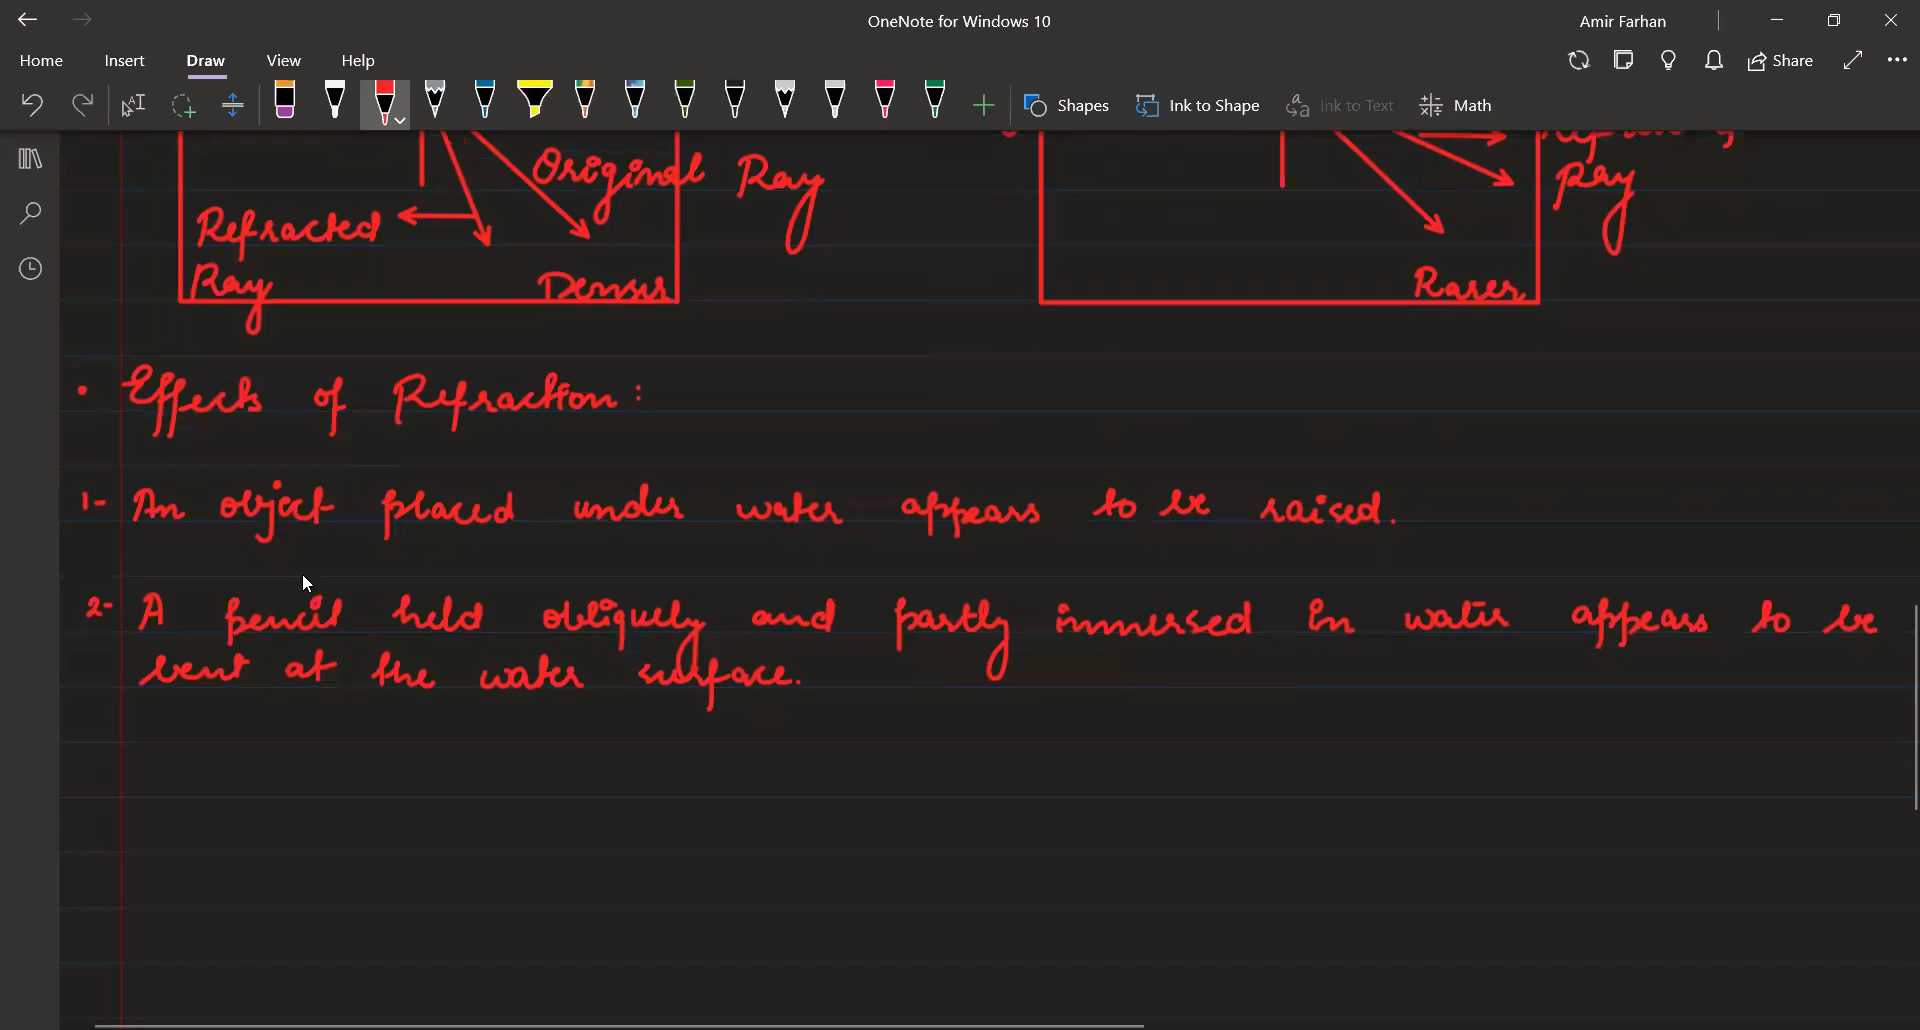 OneNote for Windows 10
Amir Farhan
Home Insert Draw View Help
Share
Shapes Ink to Shape Ink to Text Math
Original Ray
Refracted
Ray
Denser
Ray
Rarer
• Effects of Refraction:
1- An object placed under water appears to be raised.
2- A pencil held obliquely and partly immersed in water appears to be
bent at the water surface.